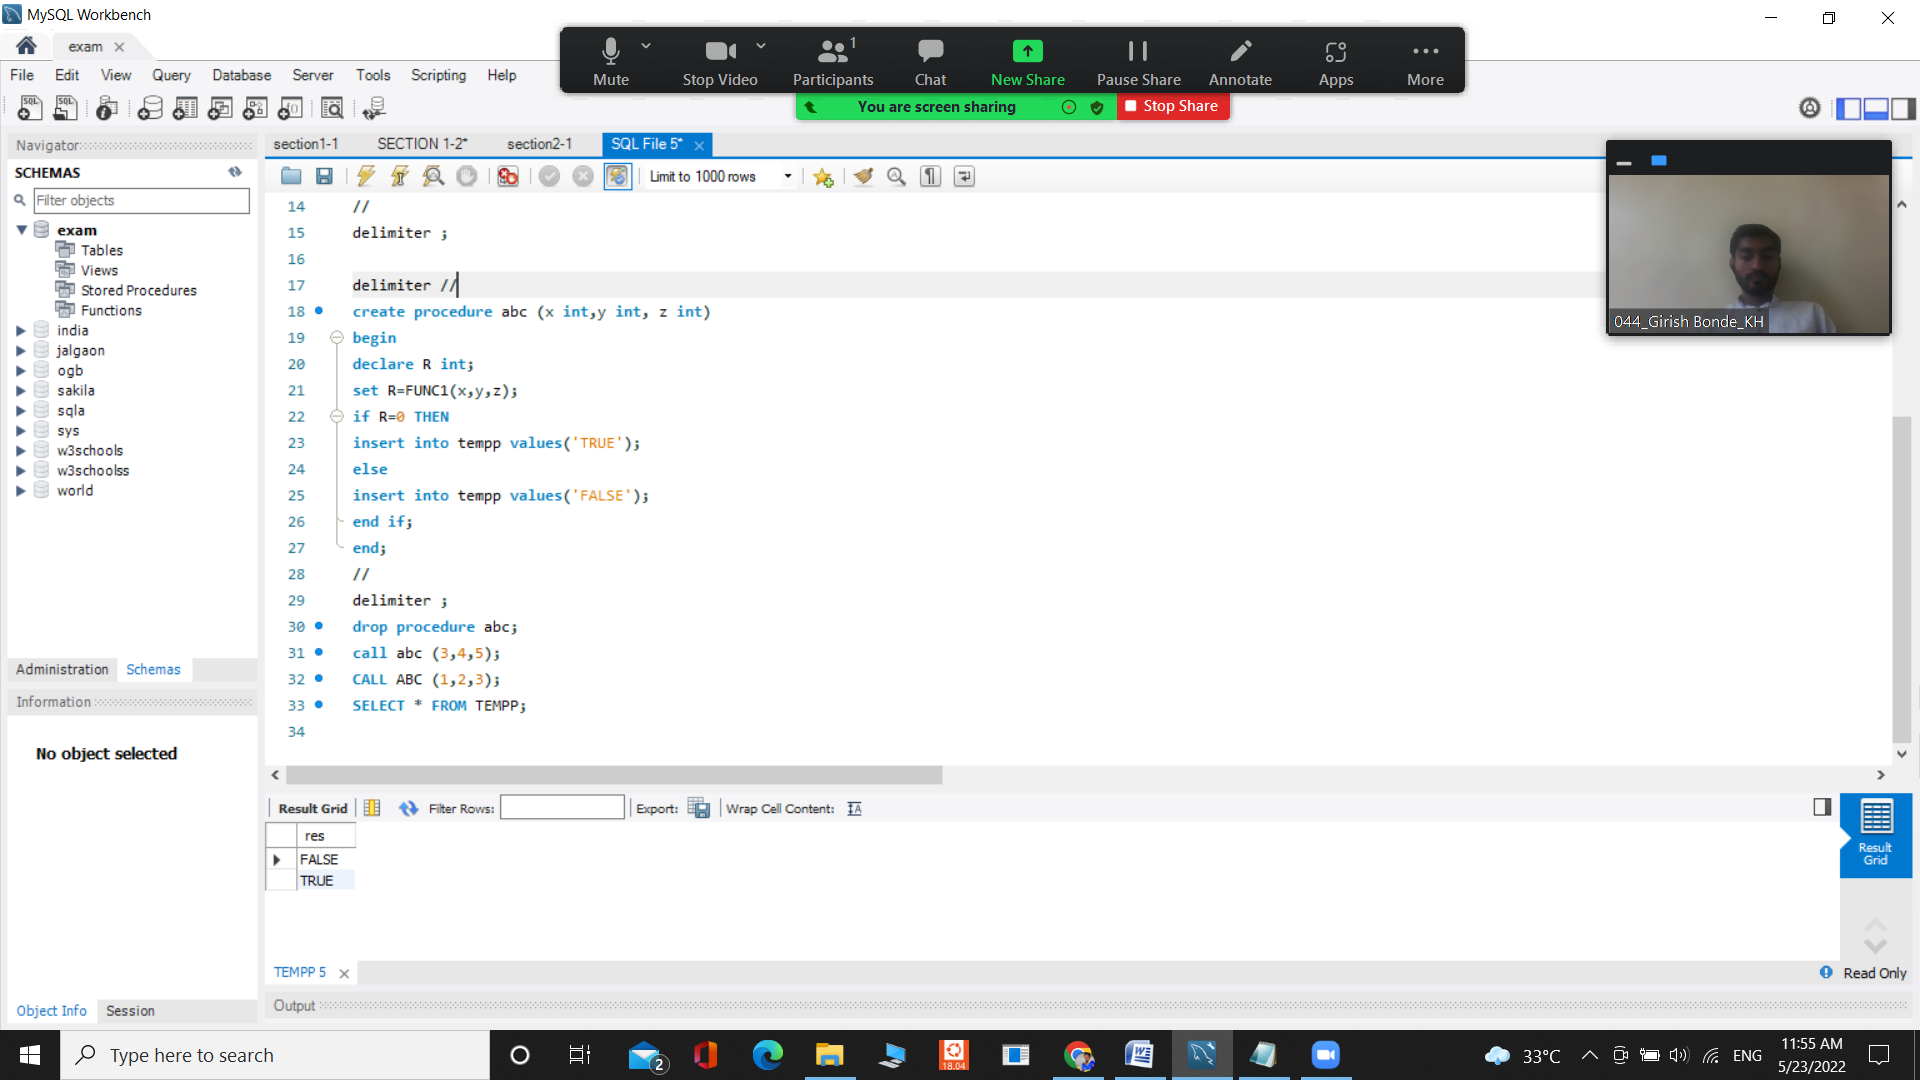 MySQL Workbench
exam
File Edit View Query Database Server Tools Scripting Help
Mute
Stop Video
1
Participants
Chat
New Share
Pause Share
Annotate
Apps
More
You are screen sharing
Stop Share
Navigator
SCHEMAS
Filter objects
exam
Tables
Views
Stored Procedures
Functions
india
jalgaon
ogb
sakila
sqla
sys
w3schools
w3schoolss
world
Administration Schemas
Information
No object selected
Object Info Session
section1-1 SECTION 1-2* section2-1 SQL File 5*
Limit to 1000 rows
14 //
15 delimiter ;
16
17 delimiter //
18 create procedure abc (x int,y int, z int)
19 begin
20 declare R int;
21 set R=FUNC1(x,y,z);
22 if R=0 THEN
23 insert into tempp values('TRUE');
24 else
25 insert into tempp values('FALSE');
26 end if;
27 end;
28 //
29 delimiter ;
30 drop procedure abc;
31 call abc (3,4,5);
32 CALL ABC (1,2,3);
33 SELECT * FROM TEMPP;
34
044_Girish Bonde_KH
Result Grid Filter Rows: Export: Wrap Cell Content:
res
FALSE
TRUE
Result
Grid
TEMPP 5
Read Only
Output
Type here to search
2
18.04
33°C
ENG
11:55 AM
5/23/2022